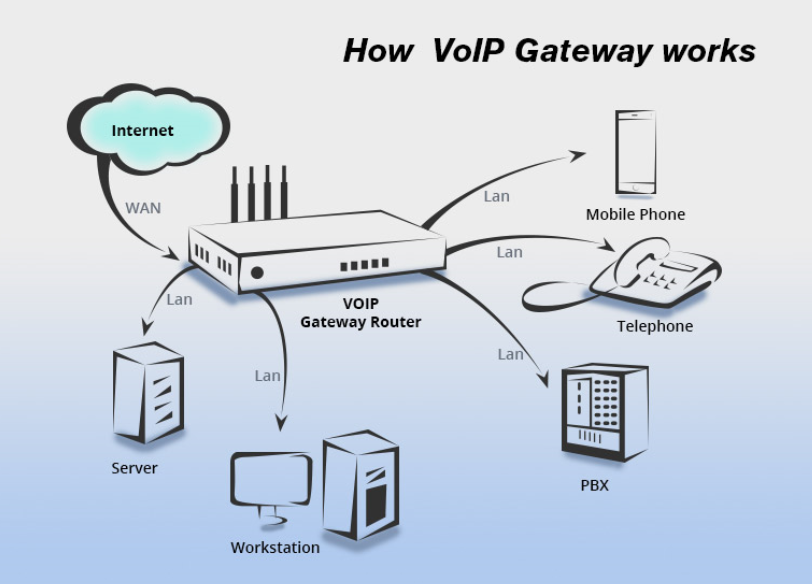 How VoIP Gateway works
Internet
WAN
Lan
Mobile Phone
Lan
Telephone
VOIP
Gateway Router
Lan
Lan
Lan
Server
PBX
Workstation